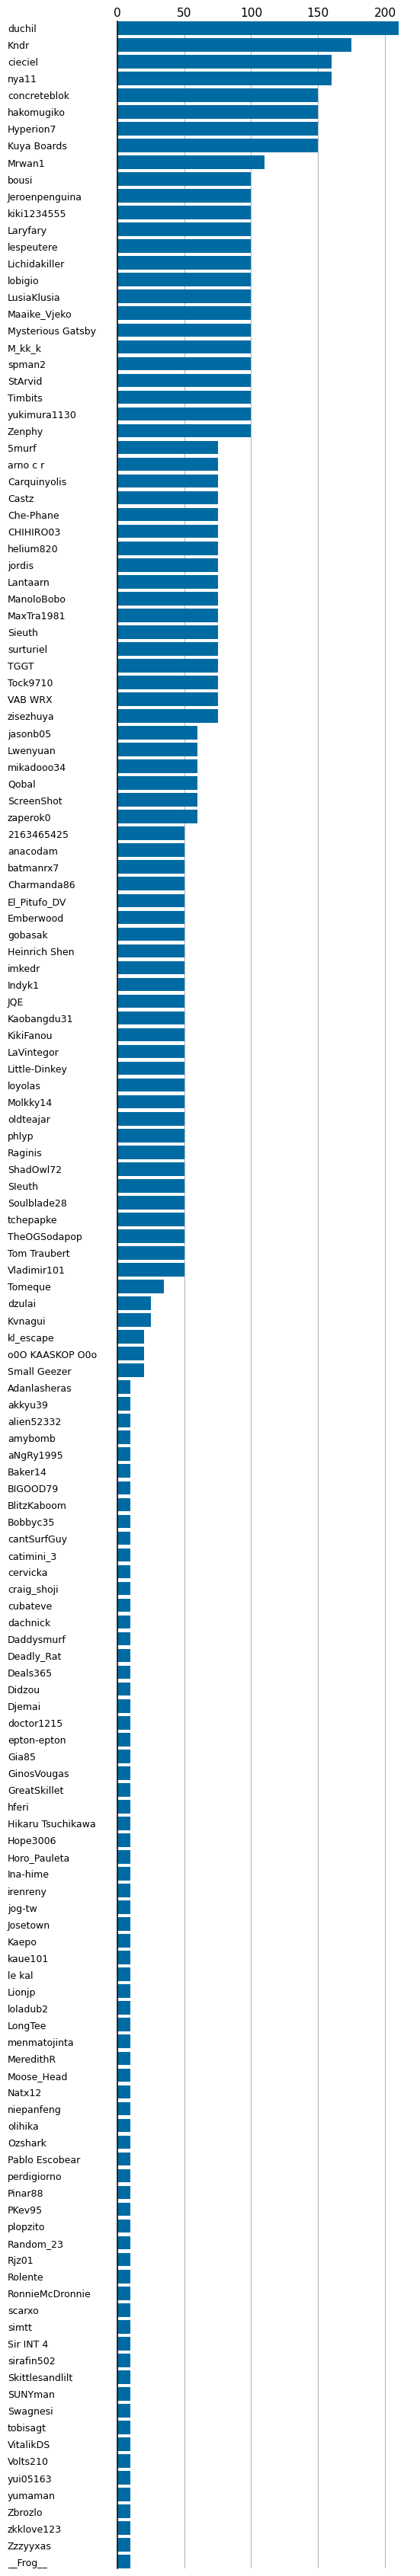 0 50 100 150 200
duchil
Kndr
cieciel
nya11
concreteblok
hakomugiko
Hyperion7
Kuya Boards
Mrwan1
bousi
Jeroenpenguina
kiki1234555
Laryfary
lespeutere
Lichidakiller
lobigio
LusiaKlusia
Maaike_Vjeko
Mysterious Gatsby
M_kk_k
spman2
StArvid
Timbits
yukimura1130
Zenphy
5murf
arno c r
Carquinyolis
Castz
Che-Phane
CHIHIRO03
helium820
jordis
Lantaarn
ManoloBobo
MaxTra1981
Sieuth
surturiel
TGGT
Tock9710
VAB WRX
zisezhuya
jasonb05
Lwenyuan
mikadooo34
Qobal
ScreenShot
zaperok0
2163465425
anacodam
batmanrx7
Charmanda86
El_Pitufo_DV
Emberwood
gobasak
Heinrich Shen
imkedr
Indyk1
JQE
Kaobangdu31
KikiFanou
LaVintegor
Little-Dinkey
loyolas
Molkky14
oldteajar
phlyp
Raginis
ShadOwl72
SIeuth
Soulblade28
tchepapke
TheOGSodapop
Tom Traubert
Vladimir101
Tomeque
dzulai
Kvnagui
kl_escape
o0O KAASKOP O0o
Small Geezer
Adanlasheras
akkyu39
alien52332
amybomb
aNgRy1995
Baker14
BIGOOD79
BlitzKaboom
Bobbyc35
cantSurfGuy
catimini_3
cervicka
craig_shoji
cubateve
dachnick
Daddysmurf
Deadly_Rat
Deals365
Didzou
Djemai
doctor1215
epton-epton
Gia85
GinosVougas
GreatSkillet
hferi
Hikaru Tsuchikawa
Hope3006
Horo_Pauleta
Ina-hime
irenreny
jog-tw
Josetown
Kaepo
kaue101
le kal
Lionjp
loladub2
LongTee
menmatojinta
MeredithR
Moose_Head
Natx12
niepanfeng
olihika
Ozshark
Pablo Escobear
perdigiorno
Pinar88
PKev95
plopzito
Random_23
Rjz01
Rolente
RonnieMcDronnie
scarxo
simtt
Sir INT 4
sirafin502
Skittlesandlilt
SUNYman
Swagnesi
tobisagt
VitalikDS
Volts210
yui05163
yumaman
Zbrozlo
zkklove123
Zzzyyxas
__Frog__